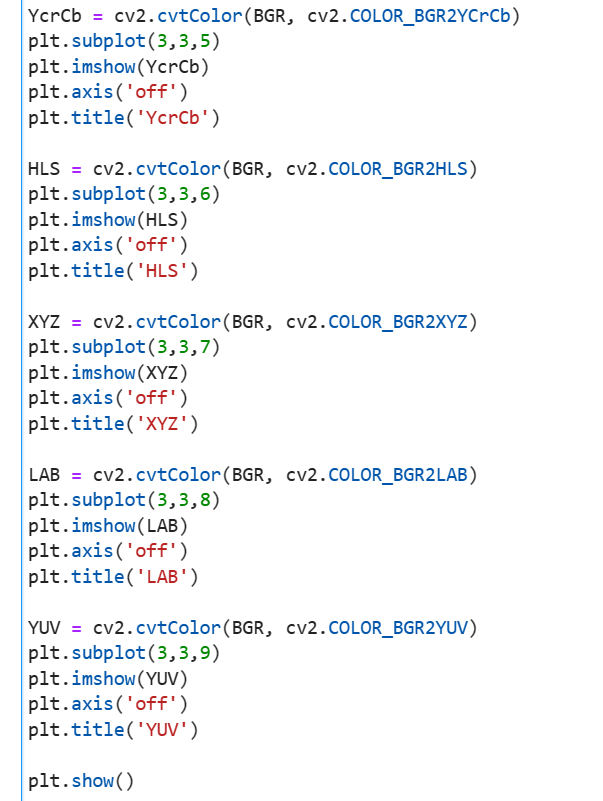 YcrCb = cv2.cvtColor(BGR, cv2.COLOR_BGR2YCrCb)
plt.subplot(3,3,5)
plt.imshow(YcrCb)
plt.axis('off')
plt.title('YcrCb')

HLS = cv2.cvtColor(BGR, cv2.COLOR_BGR2HLS)
plt.subplot(3,3,6)
plt.imshow(HLS)
plt.axis('off')
plt.title('HLS')

XYZ = cv2.cvtColor(BGR, cv2.COLOR_BGR2XYZ)
plt.subplot(3,3,7)
plt.imshow(XYZ)
plt.axis('off')
plt.title('XYZ')

LAB = cv2.cvtColor(BGR, cv2.COLOR_BGR2LAB)
plt.subplot(3,3,8)
plt.imshow(LAB)
plt.axis('off')
plt.title('LAB')

YUV = cv2.cvtColor(BGR, cv2.COLOR_BGR2YUV)
plt.subplot(3,3,9)
plt.imshow(YUV)
plt.axis('off')
plt.title('YUV')

plt.show()